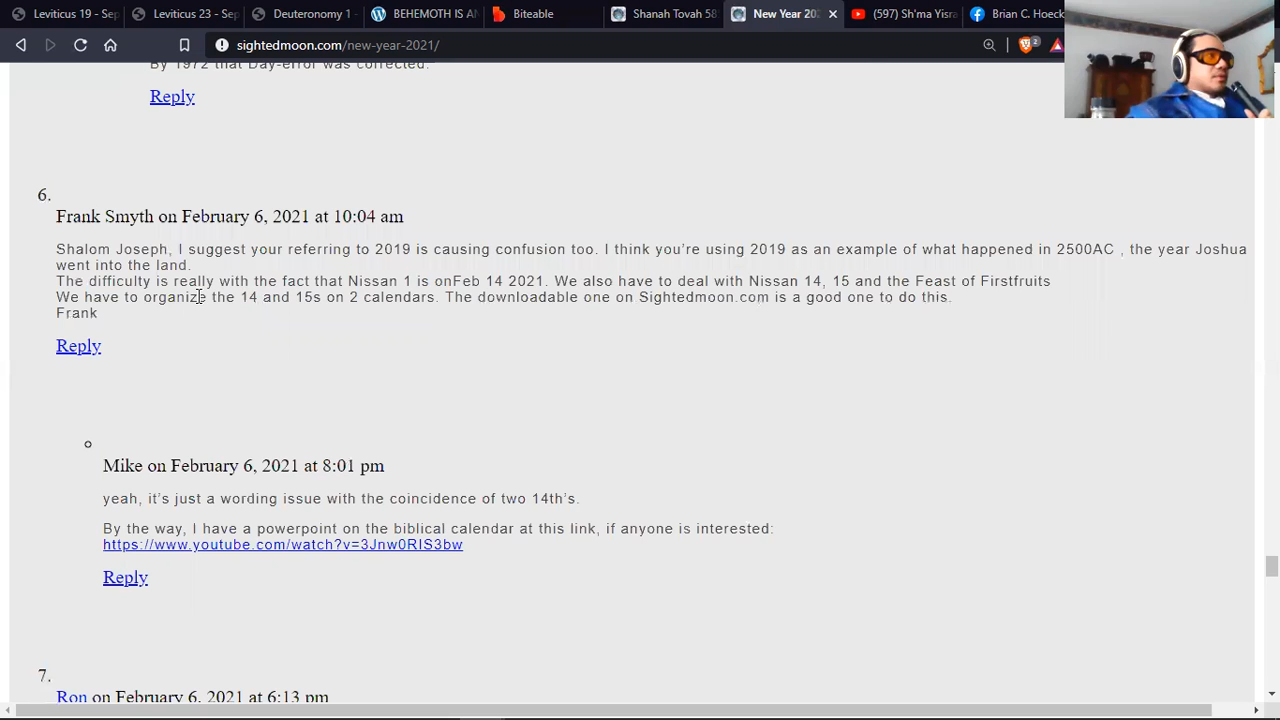 Leviticus 19 - Sep
Leviticus 23 - Sep
Deuteronomy 1 -
BEHEMOTH IS AN
Biteable
Shanah Tovah 58
New Year 202
(597) Sh'ma Yisra
Brian C. Hoeck
sightedmoon.com/new-year-2021/
2
By 1972 that Day-error was corrected.
Reply
6.
Frank Smyth on February 6, 2021 at 10:04 am
Shalom Joseph, I suggest your referring to 2019 is causing confusion too. I think you're using 2019 as an example of what happened in 2500AC , the year Joshua
went into the land.
The difficulty is really with the fact that Nissan 1 is onFeb 14 2021. We also have to deal with Nissan 14, 15 and the Feast of Firstfruits
We have to organize the 14 and 15s on 2 calendars. The downloadable one on Sightedmoon.com is a good one to do this.
Frank
Reply
Mike on February 6, 2021 at 8:01 pm
yeah, it's just a wording issue with the coincidence of two 14th's.
By the way, I have a powerpoint on the biblical calendar at this link, if anyone is interested:
https://www.youtube.com/watch?v=3Jnw0RIS3bw
Reply
7.
Ron on February 6, 2021 at 6:13 pm